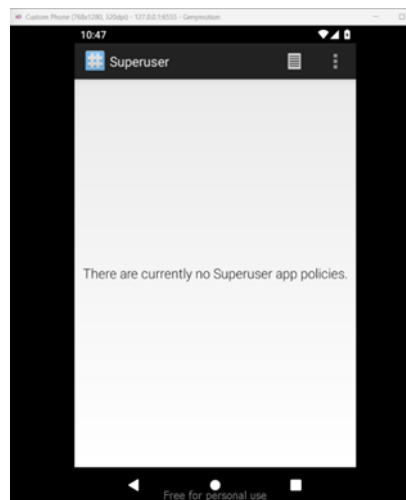 Custom Phone (768x1280, 320dpi) - 127.0.0.1:6555 - Genymotion
10:47
Superuser
There are currently no Superuser app policies.
Free for personal use